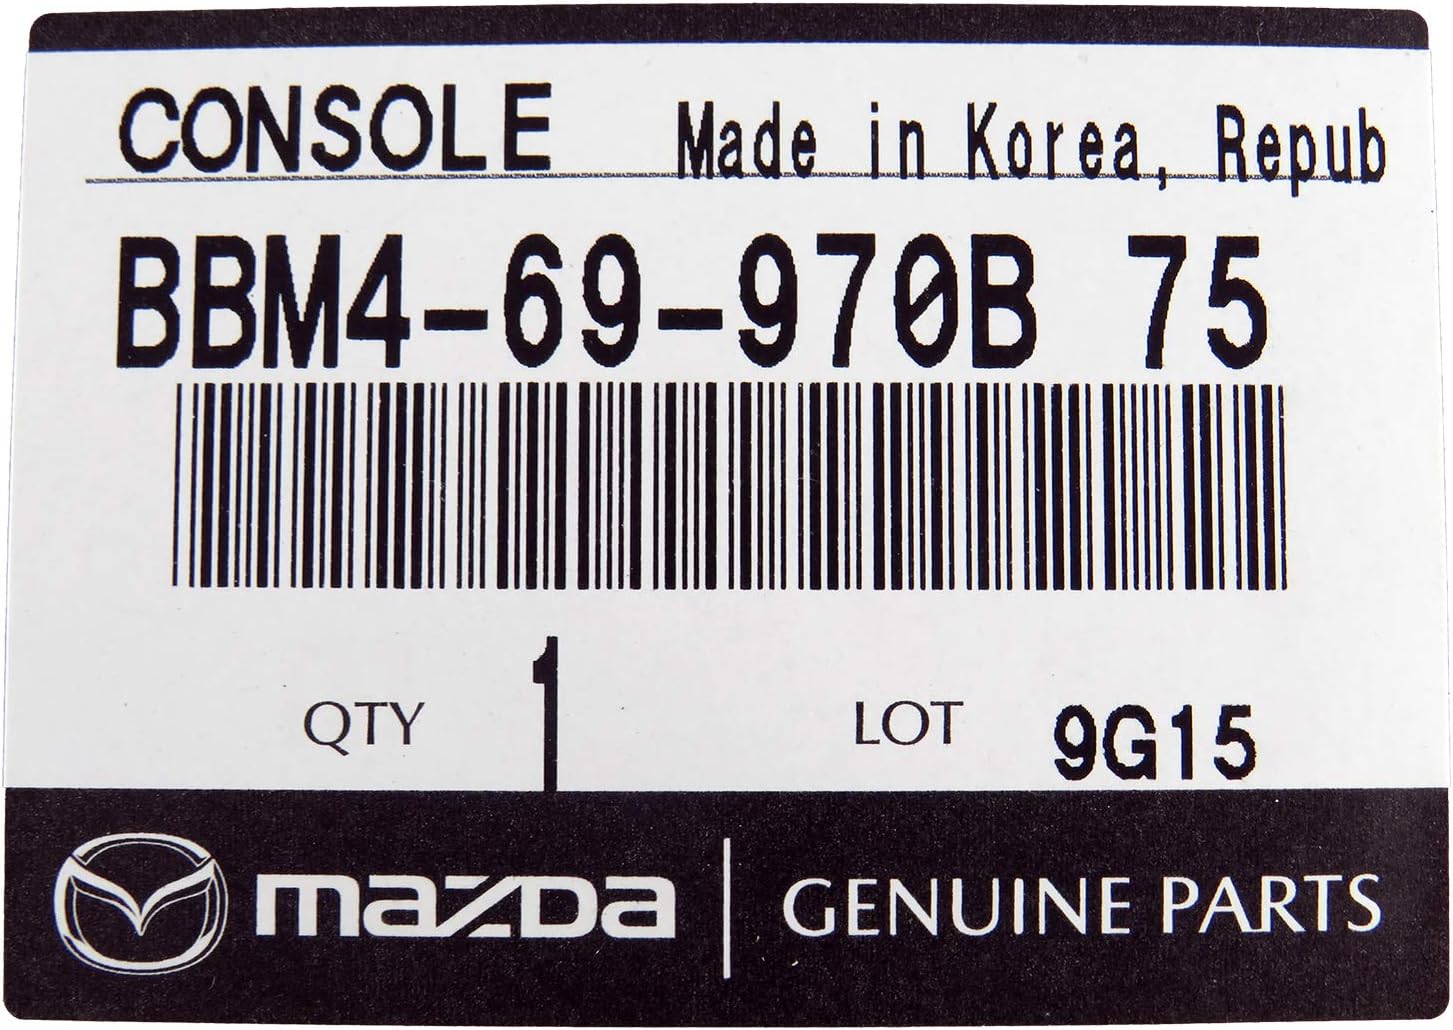 CONSOLE Made in Korea, Repub
BBM4-69-970B 75
QTY 1 LOT 9G15
mazda GENUINE PARTS